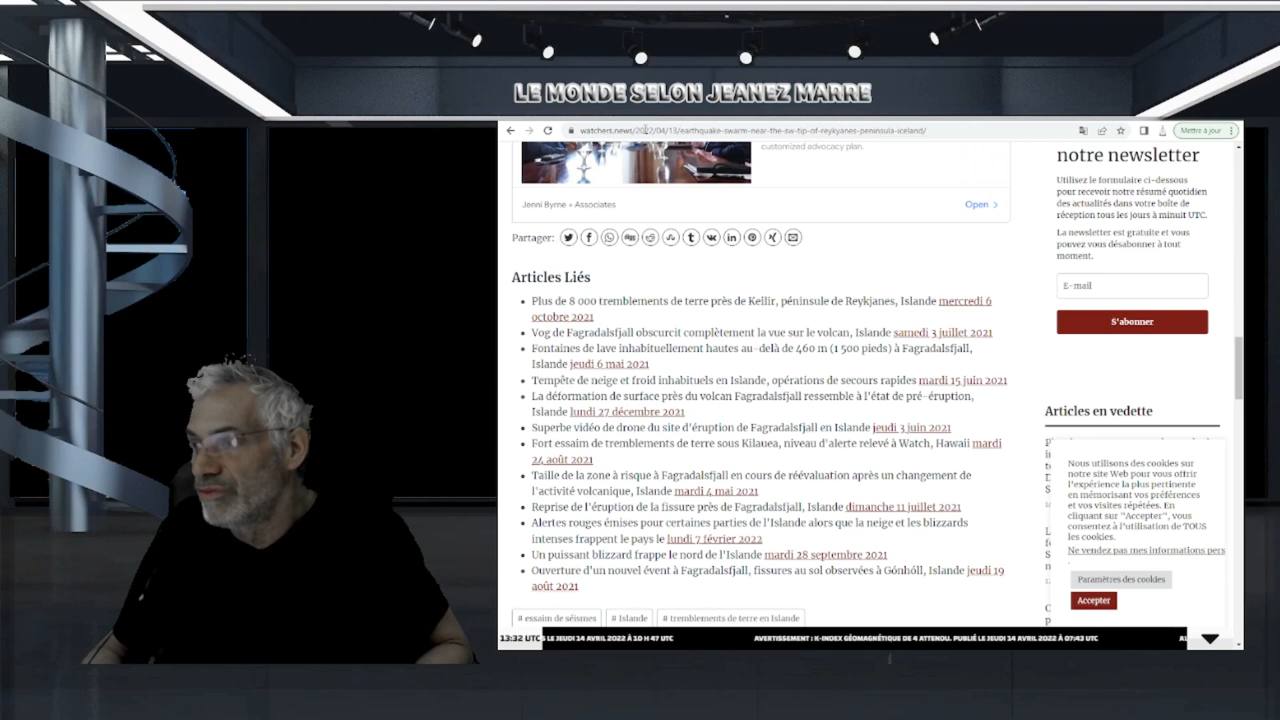 LE MONDE SELON JEANEZ MARRE
watchers.news/2022/04/13/earthquake-swarm-near-the-sw-tip-of-reykyanes-peninsula-iceland/
Mettre à jour
customized advocacy plan.
Jenni Byrne + Associates
Open
Partager:
Articles Liés
Plus de 8 000 tremblements de terre près de Keilir, péninsule de Reykjanes, Islande mercredi 6
octobre 2021
Vog de Fagradalsfjall obscurcit complètement la vue sur le volcan, Islande samedi 3 juillet 2021
Fontaines de lave inhabituellement hautes au-delà de 460 m (1 500 pieds) à Fagradalsfjall,
Islande jeudi 6 mai 2021
Tempête de neige et froid inhabituels en Islande, opérations de secours rapides mardi 15 juin 2021
La déformation de surface près du volcan Fagradalsfjall ressemble à l'état de pré-éruption,
Islande lundi 27 décembre 2021
Superbe vidéo de drone du site d'éruption de Fagradalsfjall en Islande jeudi 3 juin 2021
Fort essaim de tremblements de terre sous Kilauea, niveau d'alerte relevé à Watch, Hawaii mardi
24 août 2021
Taille de la zone à risque à Fagradalsfjall en cours de réévaluation après un changement de
l'activité volcanique, Islande mardi 4 mai 2021
Reprise de l'éruption de la fissure près de Fagradalsfjall, Islande dimanche 11 juillet 2021
Alertes rouges émises pour certaines parties de l'Islande alors que la neige et les blizzards
intenses frappent le pays le lundi 7 février 2022
Un puissant blizzard frappe le nord de l'Islande mardi 28 septembre 2021
Ouverture d'un nouvel évent à Fagradalsfjall, fissures au sol observées à Gónhóll, Islande jeudi 19
août 2021
# essaim de séismes
# Islande
# tremblements de terre en Islande
notre newsletter
Utilisez le formulaire ci-dessous
pour recevoir notre résumé quotidien
des actualités dans votre boîte de
réception tous les jours à minuit UTC.
La newsletter est gratuite et vous
pouvez vous désabonner à tout
moment.
E-mail
S'abonner
Articles en vedette
Nous utilisons des cookies sur
notre site Web pour vous offrir
l'expérience la plus pertinente
en mémorisant vos préférences
et vos visites répétées. En
cliquant sur "Accepter", vous
consentez à l'utilisation de TOUS
les cookies.
Ne vendez pas mes informations pers
.
Paramètres des cookies
Accepter
13:32 UTC
LE JEUDI 14 AVRIL 2022 À 10 H 47 UTC
AVERTISSEMENT : K-INDEX GÉOMAGNÉTIQUE DE 4 ATTENDU. PUBLIÉ LE JEUDI 14 AVRIL 2022 À 07:43 UTC